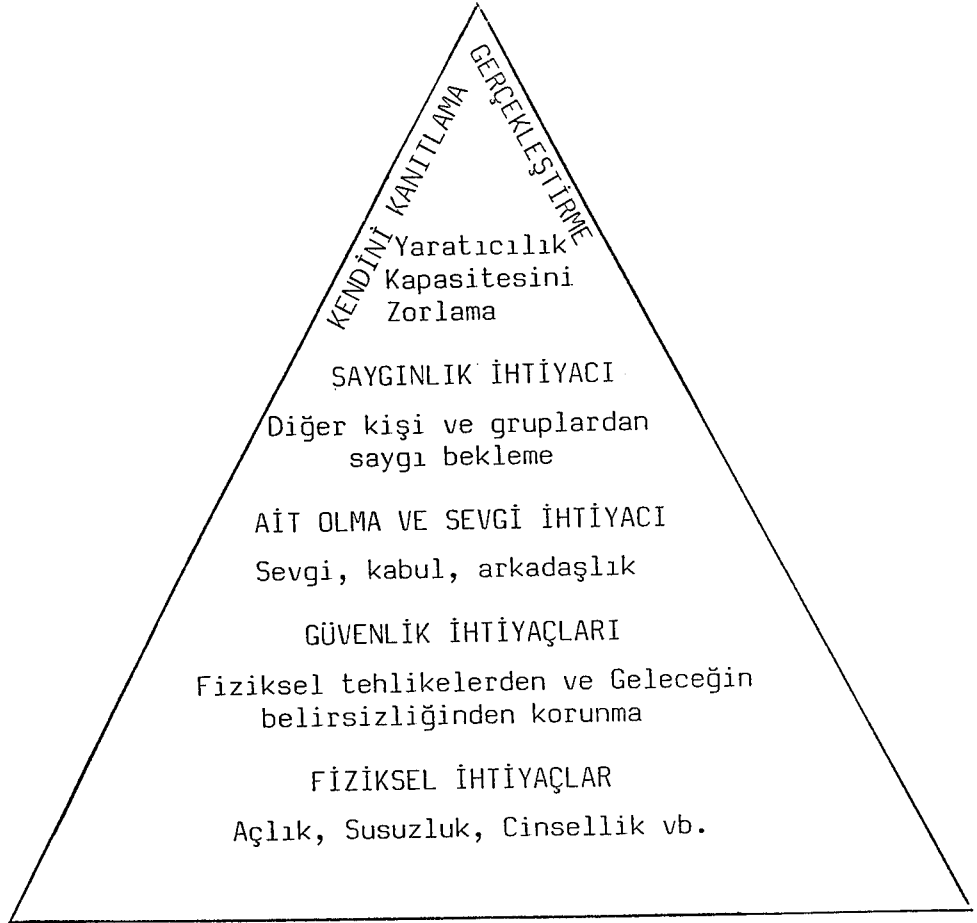 KENDİNİ KANITLAMA
GERÇEKLEŞTİRME
Yaratıcılık
Kapasitesini
Zorlama
SAYGINLIK İHTİYACI
Diğer kişi ve gruplardan
saygı bekleme
AİT OLMA VE SEVGİ İHTİYACI
Sevgi, kabul, arkadaşlık
GÜVENLİK İHTİYAÇLARI
Fiziksel tehlikelerden ve Geleceğin
belirsizliğinden korunma
FİZİKSEL İHTİYAÇLAR
Açlık, Susuzluk, Cinsellik vb.